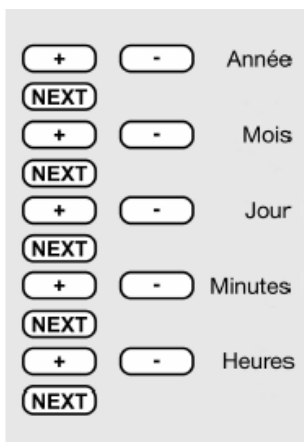 + - Année
NEXT
+ - Mois
NEXT
+ - Jour
NEXT
+ - Minutes
NEXT
+ - Heures
NEXT